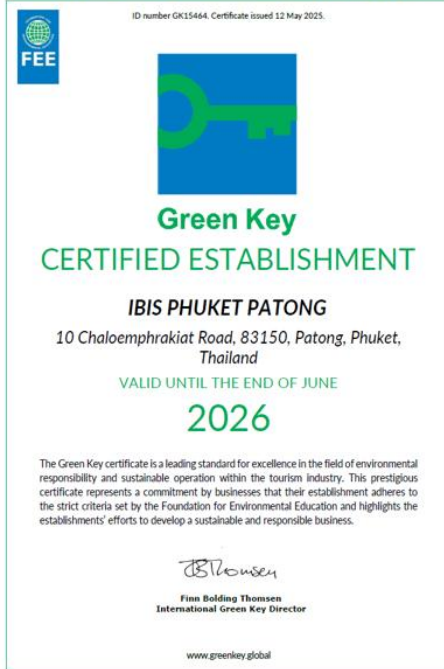 ID number GK15464. Certificate issued 12 May 2025.
FEE
Green Key
CERTIFIED ESTABLISHMENT
IBIS PHUKET PATONG
10 Chaloemphrakiat Road, 83150, Patong, Phuket,
Thailand
VALID UNTIL THE END OF JUNE
2026
The Green Key certificate is a leading standard for excellence in the field of environmental
responsibility and sustainable operation within the tourism industry. This prestigious
certificate represents a commitment by businesses that their establishment adheres to
the strict criteria set by the Foundation for Environmental Education and highlights the
establishments' efforts to develop a sustainable and responsible business.
Thomsen
Finn Bolding Thomsen
International Green Key Director
www.greenkey.global